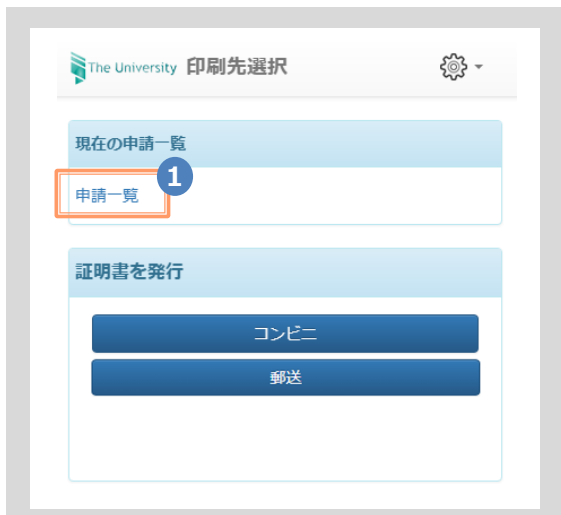 The University 印刷先選択
現在の申請一覧
1
申請一覧
証明書を発行
コンビニ
郵送